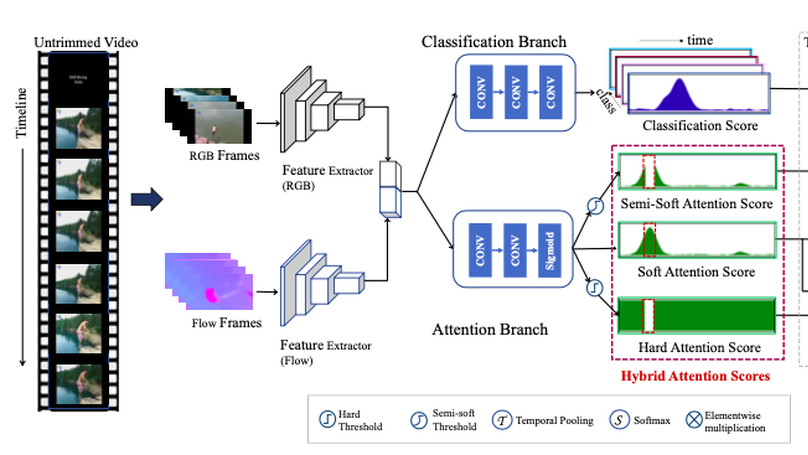 Untrimmed Video
Timeline
RGB Frames
Flow Frames
Feature Extractor
(RGB)
Feature Extractor
(Flow)
Classification Branch
CONV
CONV
CONV
Attention Branch
CONV
CONV
Sigmoid
time
class
Classification Score
Semi-Soft Attention Score
Soft Attention Score
Hard Attention Score
Hybrid Attention Scores
Hard
Threshold
Semi-soft
Threshold
T Temporal Pooling
S Softmax
Elementwise
multiplication